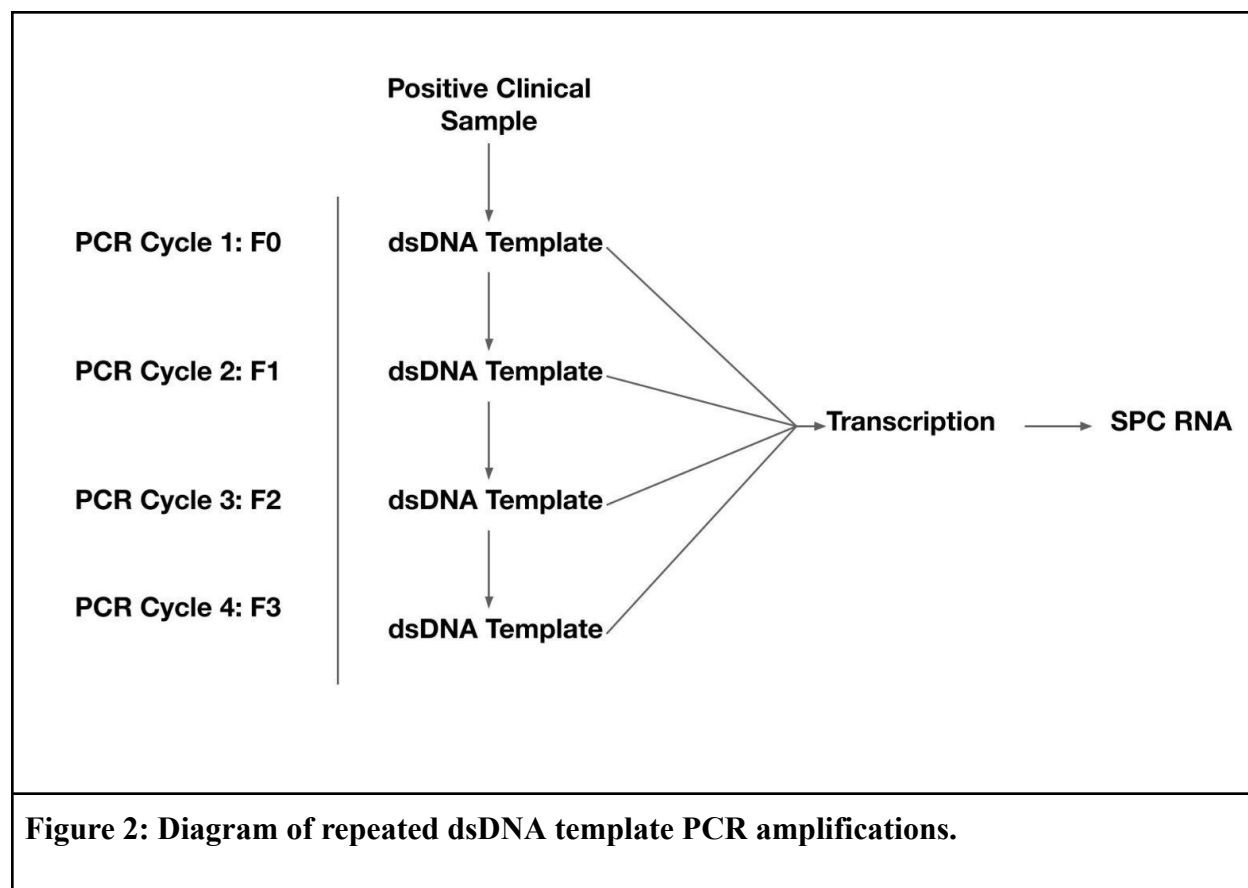 Positive Clinical
Sample
PCR Cycle 1: F0
dsDNA Template
PCR Cycle 2: F1
dsDNA Template
Transcription
SPC RNA
PCR Cycle 3: F2
dsDNA Template
PCR Cycle 4: F3
dsDNA Template
Figure 2: Diagram of repeated dsDNA template PCR amplifications.